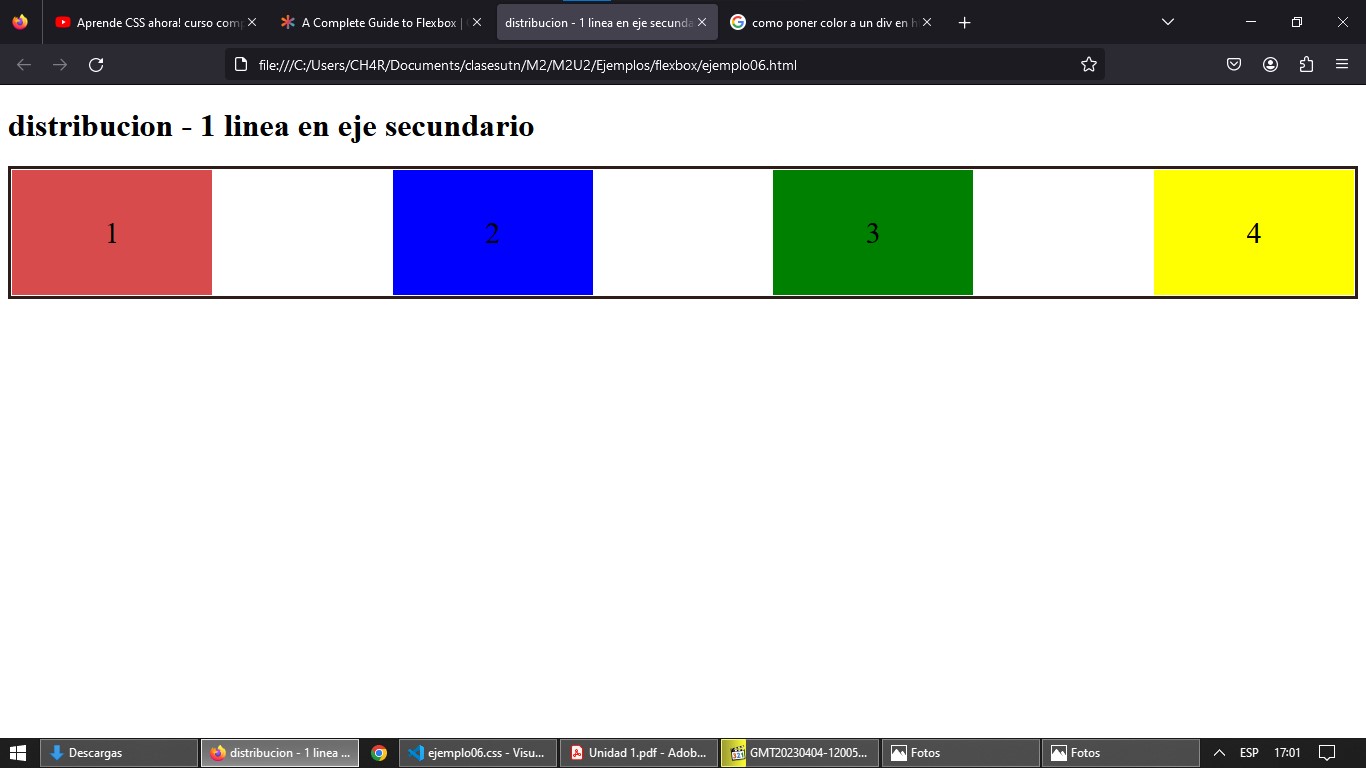 Aprende CSS ahora! curso com
A Complete Guide to Flexbox |
distribucion - 1 linea en eje secunda
como poner color a un div en h
file:///C:/Users/CH4R/Documents/clasesutn/M2/M2U2/Ejemplos/flexbox/ejemplo06.html
distribucion - 1 linea en eje secundario
1 2 3 4
Descargas
distribucion - 1 linea ...
ejemplo06.css - Visu...
Unidad 1.pdf - Adob...
GMT20230404-12005...
Fotos
Fotos
ESP
17:01